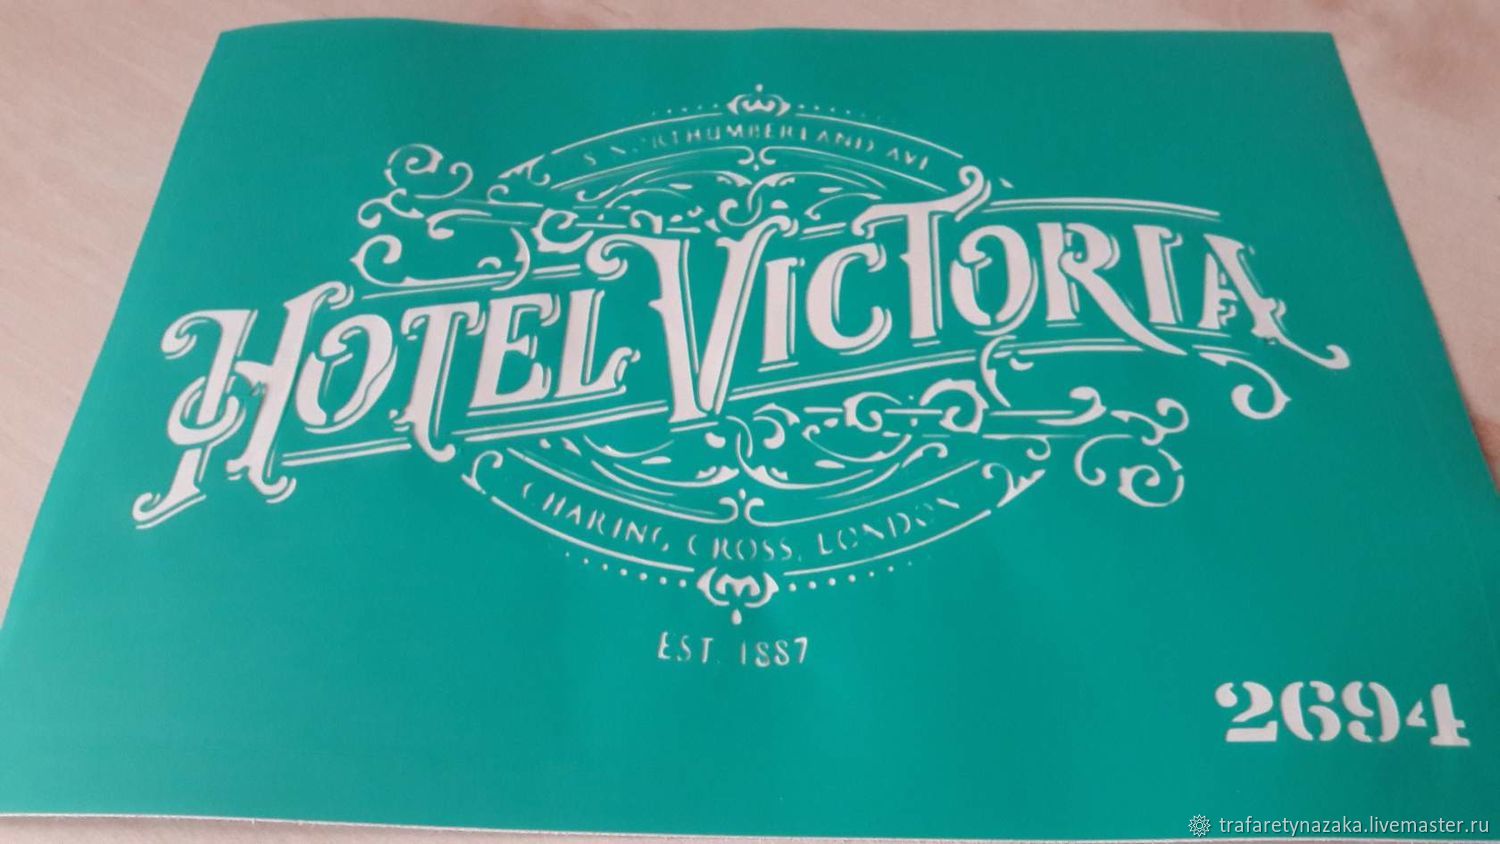 8 NORTHUMBERLAND AVE
HOTEL VICTORIA
CHARING CROSS, LONDON
EST. 1887
2694
trafaretynazaka.livemaster.ru